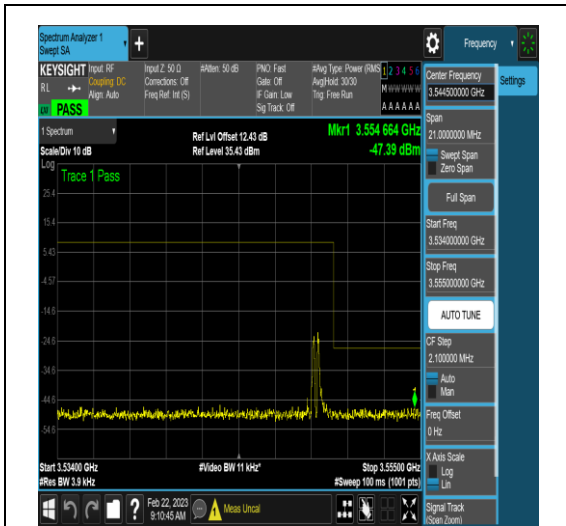 Spectrum Analyzer 1
Swept SA
Frequency
KEYSIGHT
RL
PASS
Input: RF
Coupling: DC
Align: Auto
Input Z: 50 Ω
Corrections: Off
Freq Ref: Int (S)
#Atten: 50 dB
PNO: Fast
Gate: Off
IF Gain: Low
Sig Track: Off
#Avg Type: Power (RMS
Avg|Hold: 30/30
Trig: Free Run
1 2 3 4 5 6
M W W W W W
A A A A A A
Center Frequency
3.544500000 GHz
Settings
Span
21.0000000 MHz
Swept Span
Zero Span
Full Span
Start Freq
3.534000000 GHz
Stop Freq
3.555000000 GHz
AUTO TUNE
CF Step
2.100000 MHz
Auto
Man
Freq Offset
0 Hz
X Axis Scale
Log
Lin
Signal Track
(Span Zoom)
1 Spectrum
Scale/Div 10 dB
Ref Lvl Offset 12.43 dB
Ref Level 35.43 dBm
Mkr1 3.554 664 GHz
-47.39 dBm
Log
Trace 1 Pass
25.4
15.4
5.43
-4.57
-14.6
-24.6
-34.6
-44.6
-54.6
1
Start 3.53400 GHz
#Res BW 3.9 kHz
#Video BW 11 kHz*
Stop 3.55500 GHz
#Sweep 100 ms (1001 pts)
?
Feb 22, 2023
9:10:45 AM
Meas Uncal